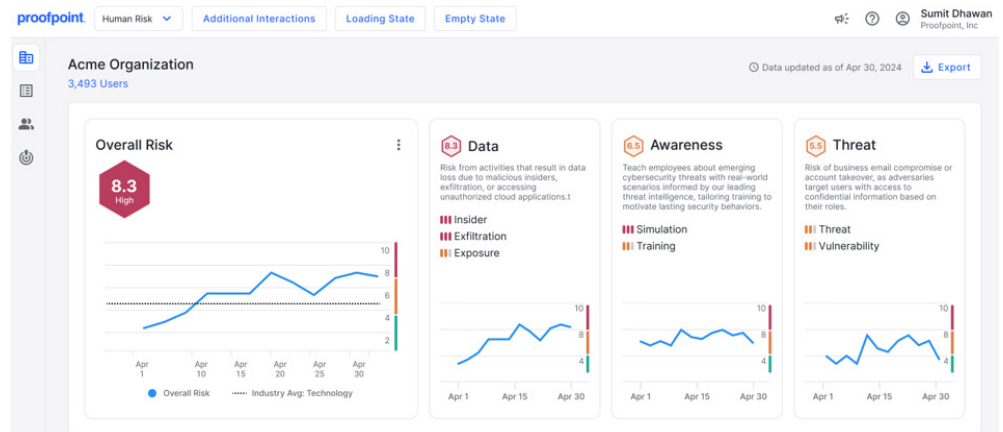 proofpoint.
Human Risk
Additional Interactions
Loading State
Empty State
Sumit Dhawan
Proofpoint, Inc
Acme Organization
3,493 Users
Data updated as of Apr 30, 2024
Export
Overall Risk
8.3
High
10
8
6
4
2
Apr 1
Apr 10
Apr 15
Apr 20
Apr 25
Apr 30
Overall Risk
Industry Avg: Technology
8.3 Data
Risk from activities that result in data
loss due to malicious insiders,
exfiltration, or accessing
unauthorized cloud applications.t
Insider
Exfiltration
Exposure
10
8
4
Apr 1
Apr 15
Apr 30
6.5 Awareness
Teach employees about emerging
cybersecurity threats with real-world
scenarios informed by our leading
threat intelligence, tailoring training to
motivate lasting security behaviors.
Simulation
Training
10
8
4
Apr 1
Apr 15
Apr 30
5.5 Threat
Risk of business email compromise or
account takeover, as adversaries
target users with access to
confidential information based on
their roles.
Threat
Vulnerability
10
8
4
Apr 1
Apr 15
Apr 30